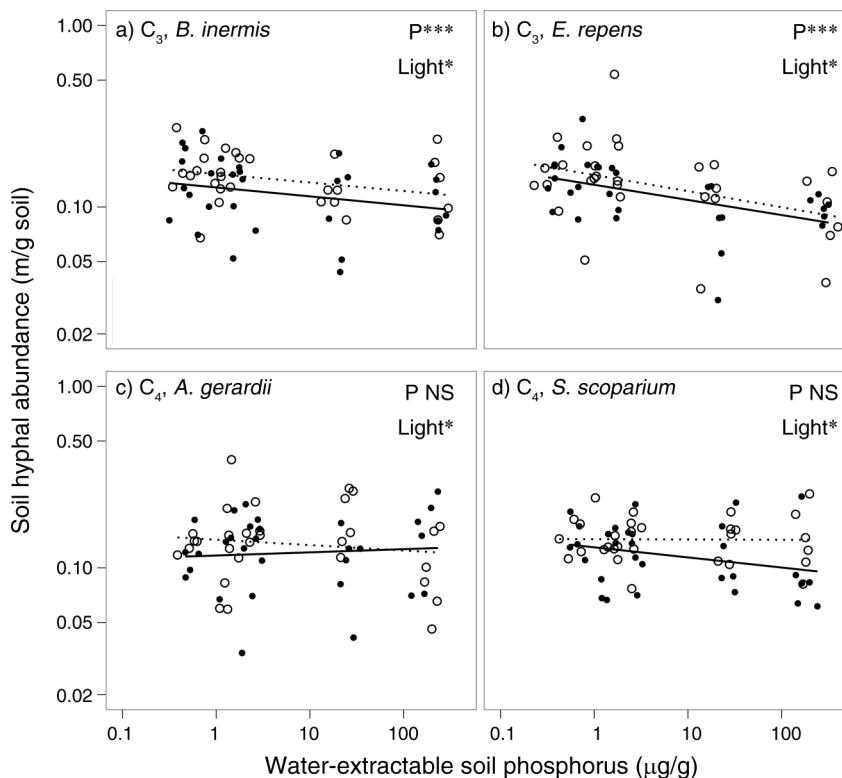 a) C₃, B. inermis
P***
Light*
b) C₃, E. repens
P***
Light*
1.00
0.50
0.10
0.05
0.02
c) C₄, A. gerardii
P NS
Light*
d) C₄, S. scoparium
P NS
Light*
1.00
0.50
0.10
0.05
0.02
0.1
1
10
100
0.1
1
10
100
Soil hyphal abundance (m/g soil)
Water-extractable soil phosphorus (μg/g)